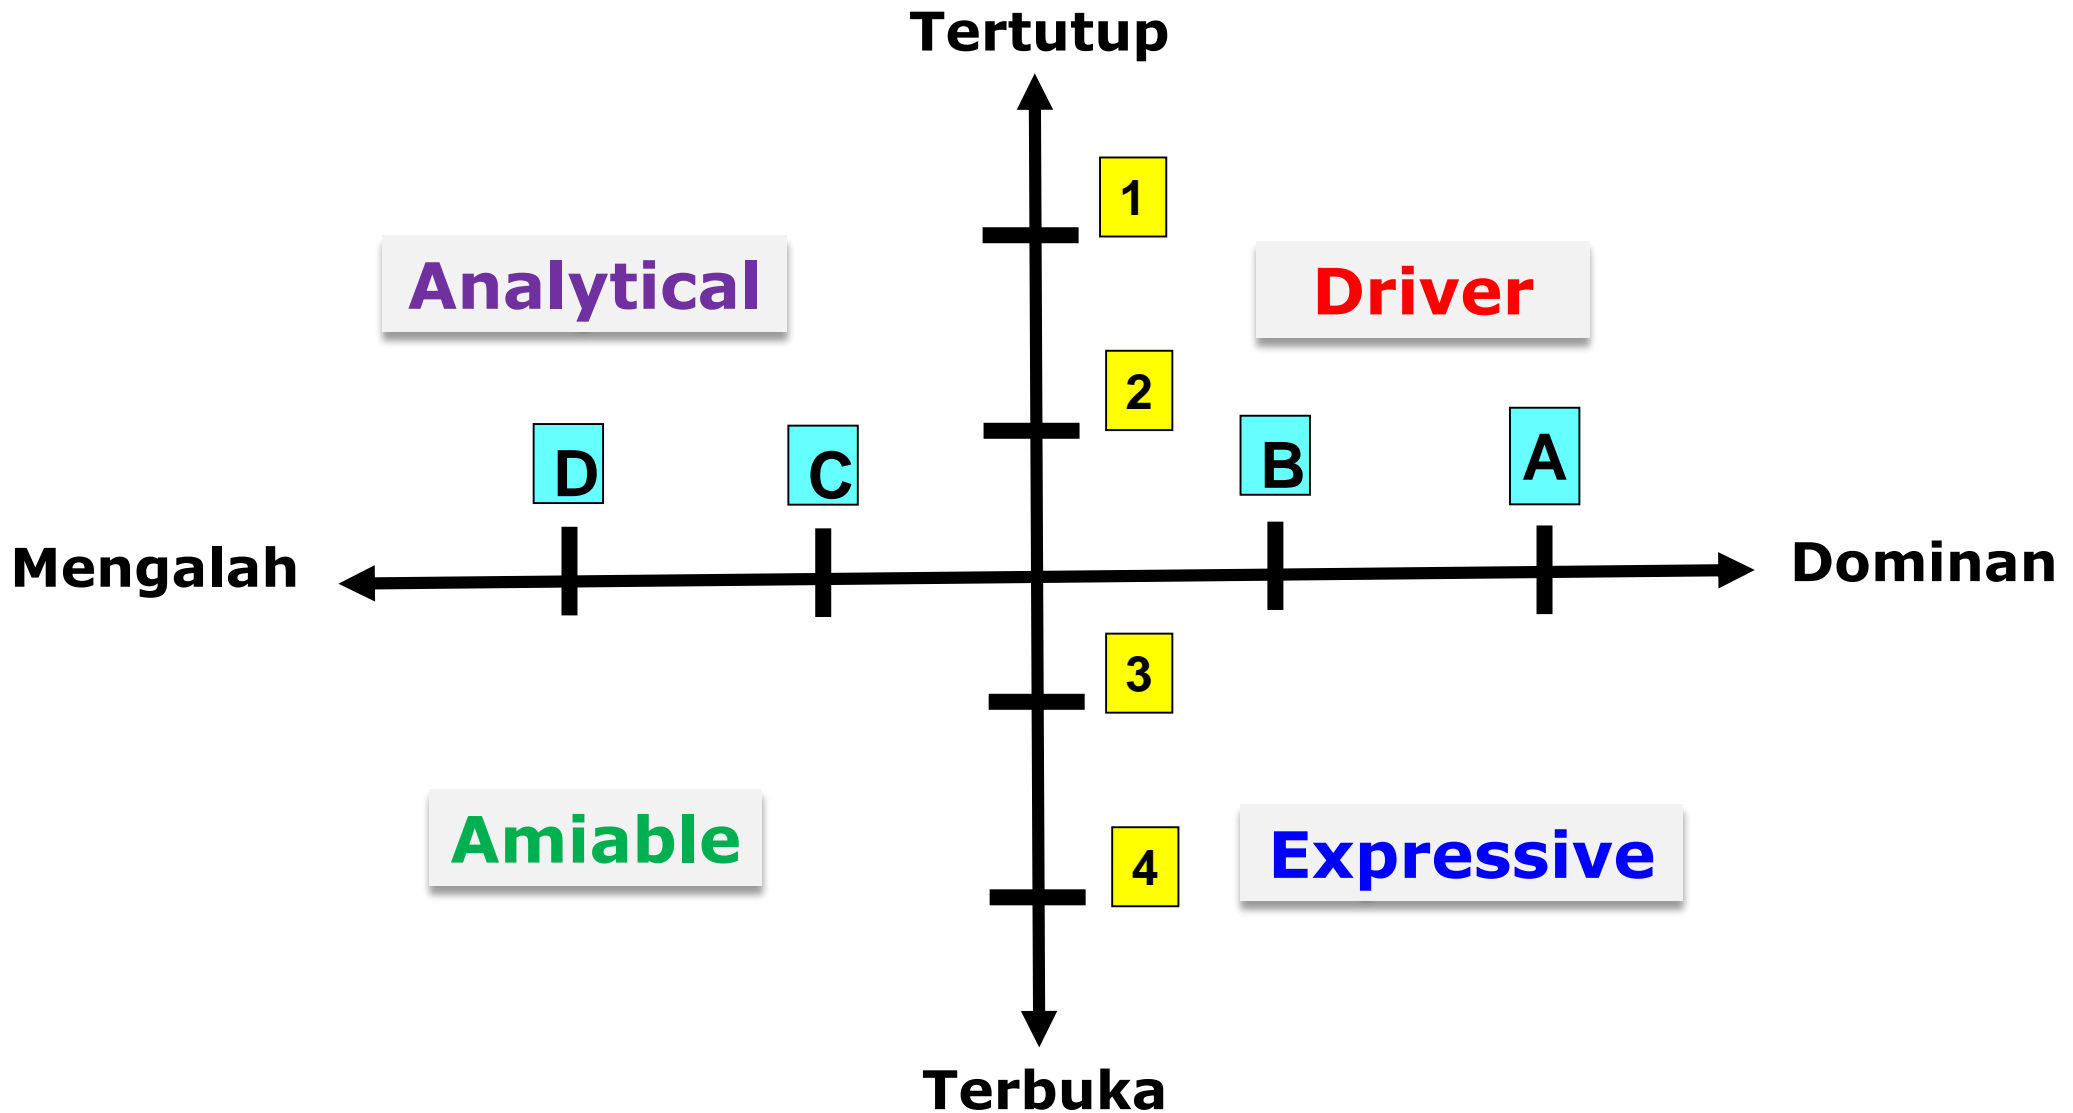 Tertutup
1
Analytical
Driver
2
D
C
B
A
Mengalah
Dominan
3
Amiable
4
Expressive
Terbuka